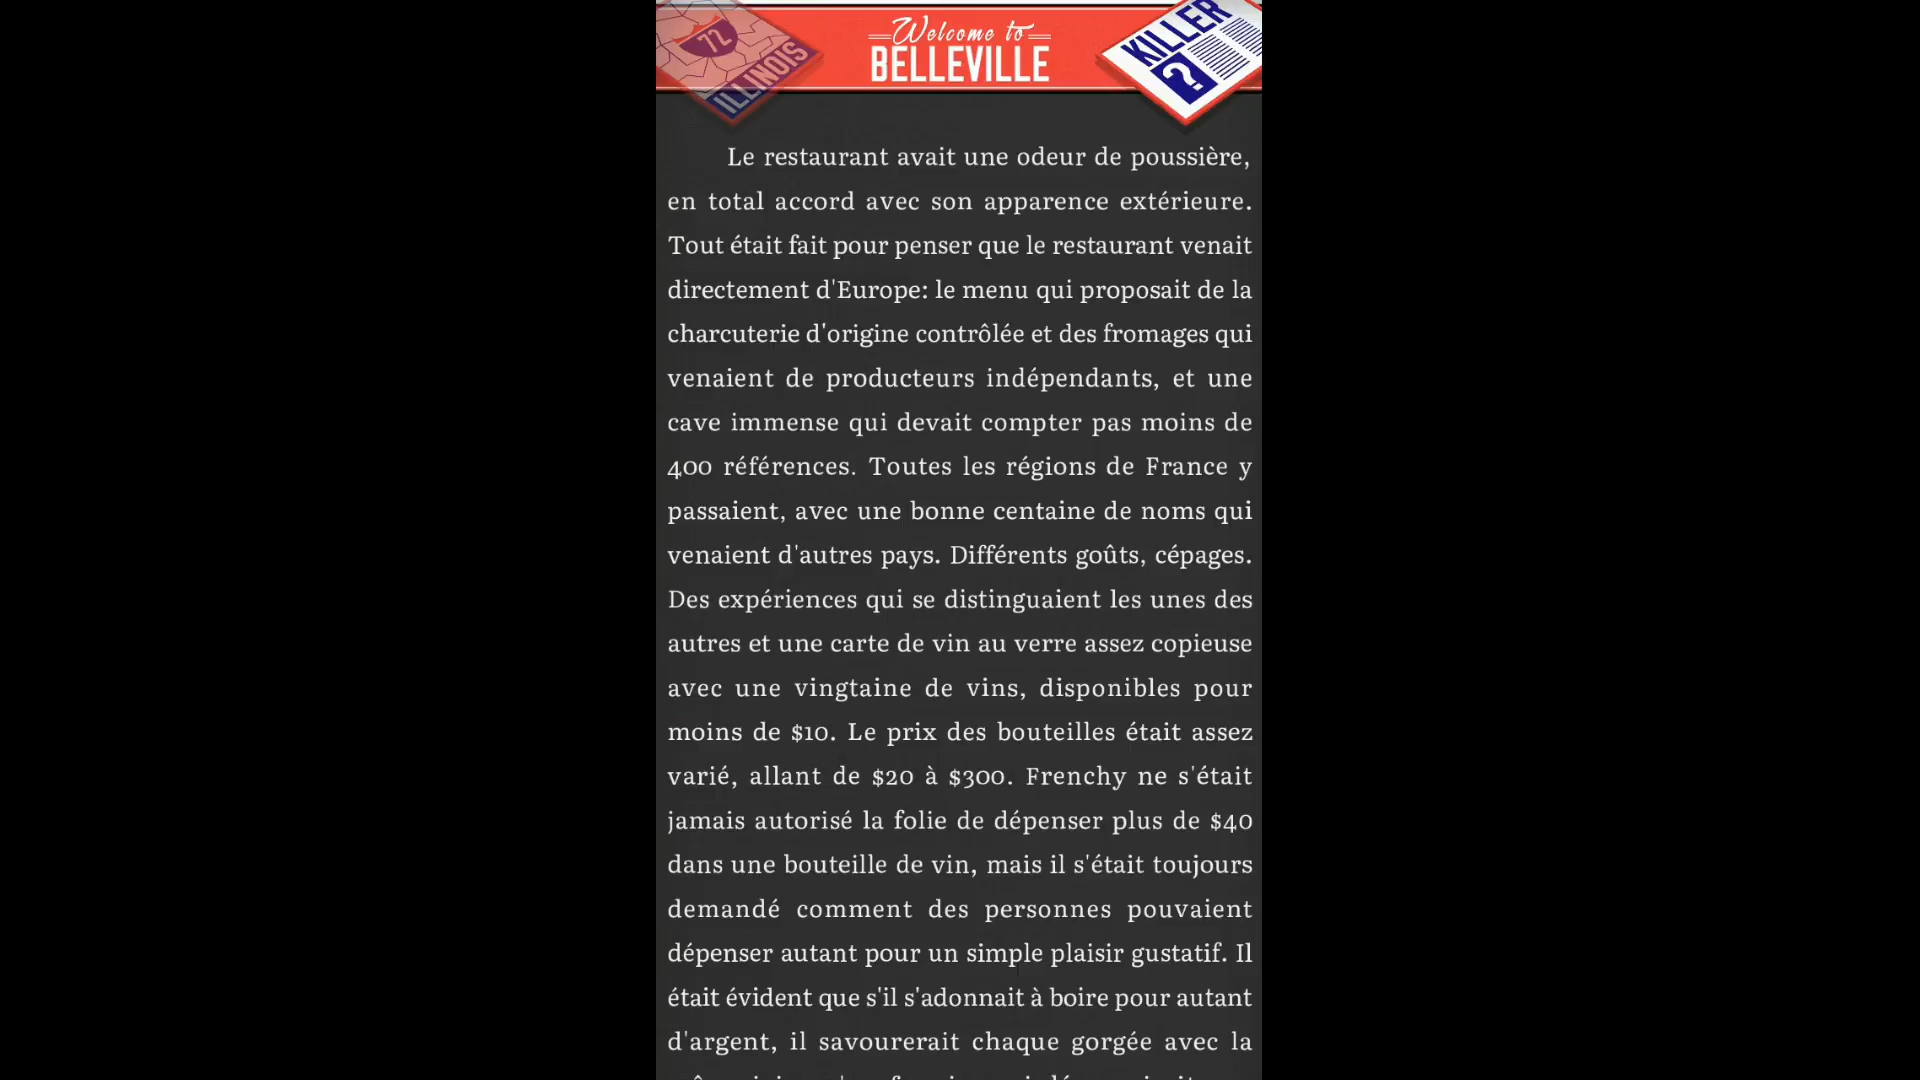 72
ILLINOIS
Welcome to
BELLEVILLE
KILLER
?
Le restaurant avait une odeur de poussière,
en total accord avec son apparence extérieure.
Tout était fait pour penser que le restaurant venait
directement d'Europe: le menu qui proposait de la
charcuterie d'origine contrôlée et des fromages qui
venaient de producteurs indépendants, et une
cave immense qui devait compter pas moins de
400 références. Toutes les régions de France y
passaient, avec une bonne centaine de noms qui
venaient d'autres pays. Différents goûts, cépages.
Des expériences qui se distinguaient les unes des
autres et une carte de vin au verre assez copieuse
avec une vingtaine de vins, disponibles pour
moins de $10. Le prix des bouteilles était assez
varié, allant de $20 à $300. Frenchy ne s'était
jamais autorisé la folie de dépenser plus de $40
dans une bouteille de vin, mais il s'était toujours
demandé comment des personnes pouvaient
dépenser autant pour un simple plaisir gustatif. Il
était évident que s'il s'adonnait à boire pour autant
d'argent, il savourerait chaque gorgée avec la